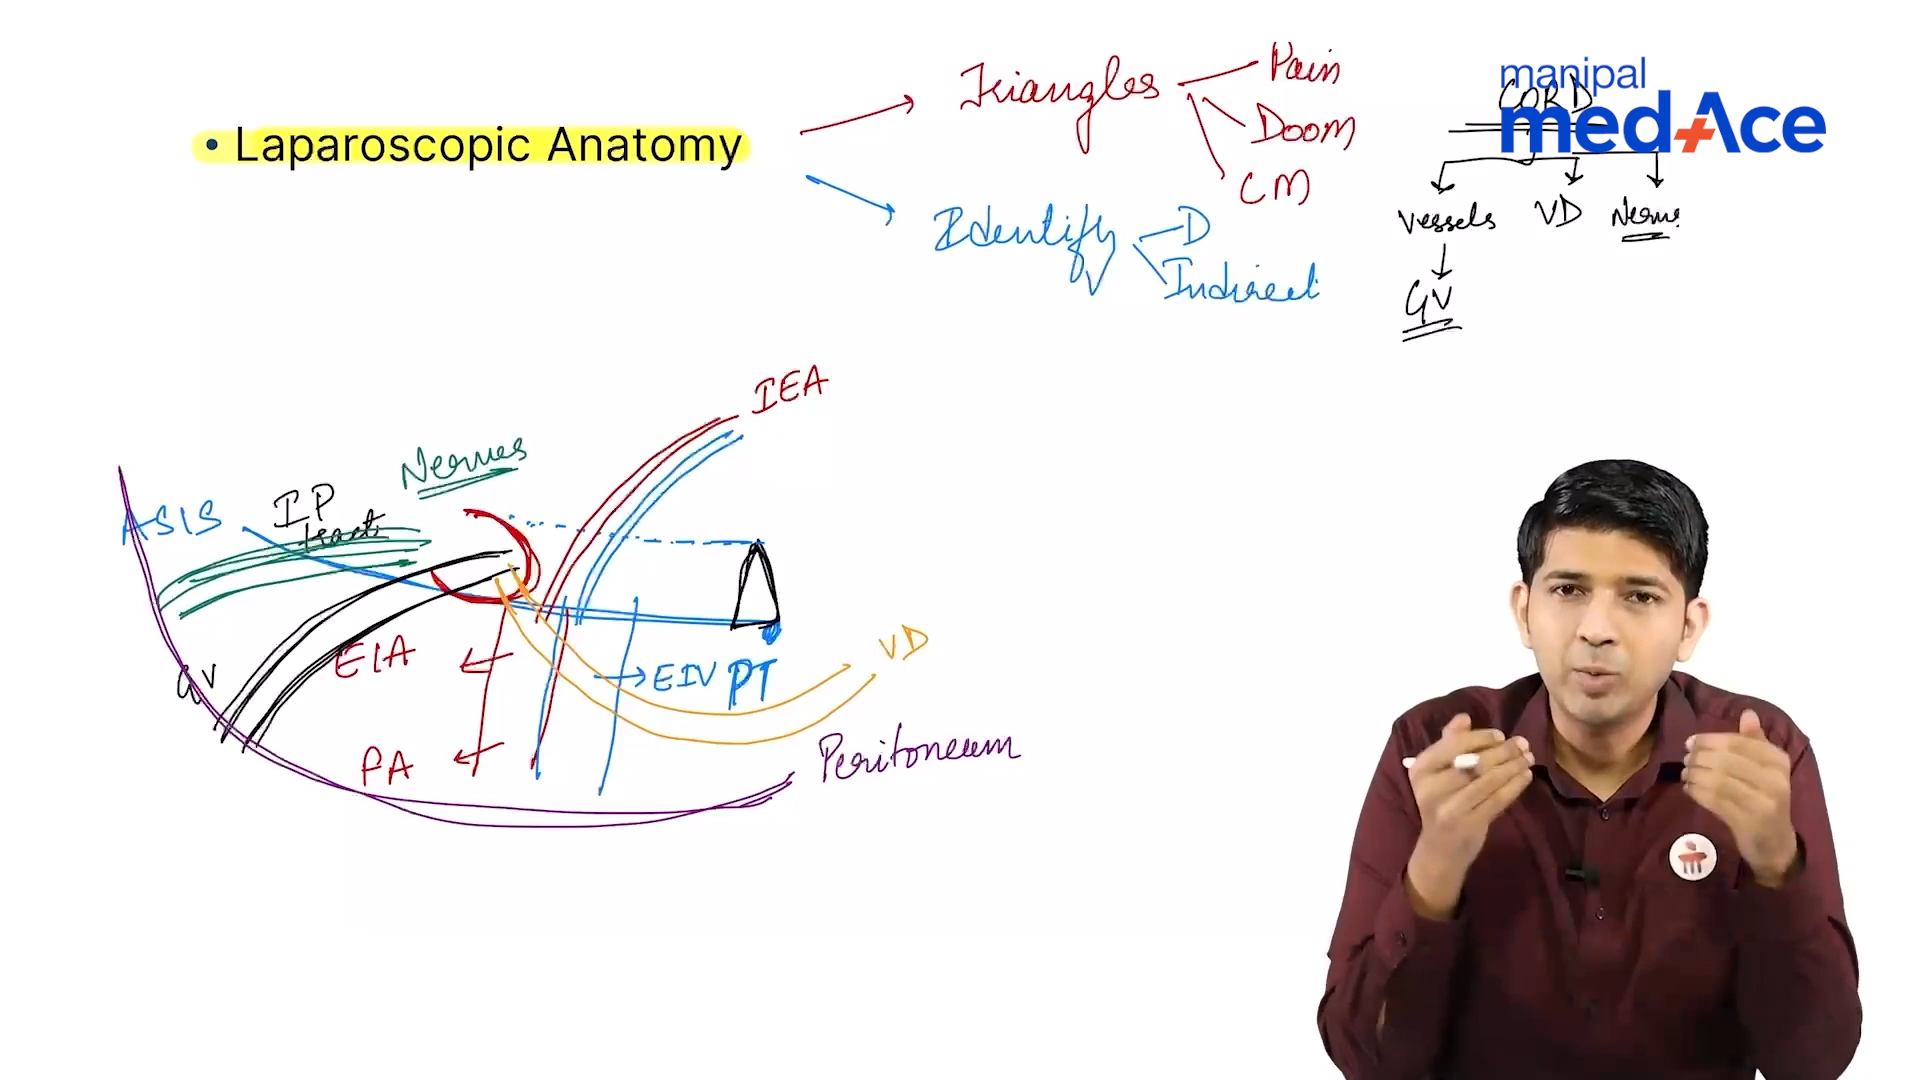 • Laparoscopic Anatomy
Triangles
Pain
Doom
CM
Identify
D
Indirect
manipal
medAce
CORD
Vessels
VD
Nerve
GV
IEA
Nerves
ASIS
IP
tract
GV
EIA
EIV
PT
VD
PA
Peritoneum